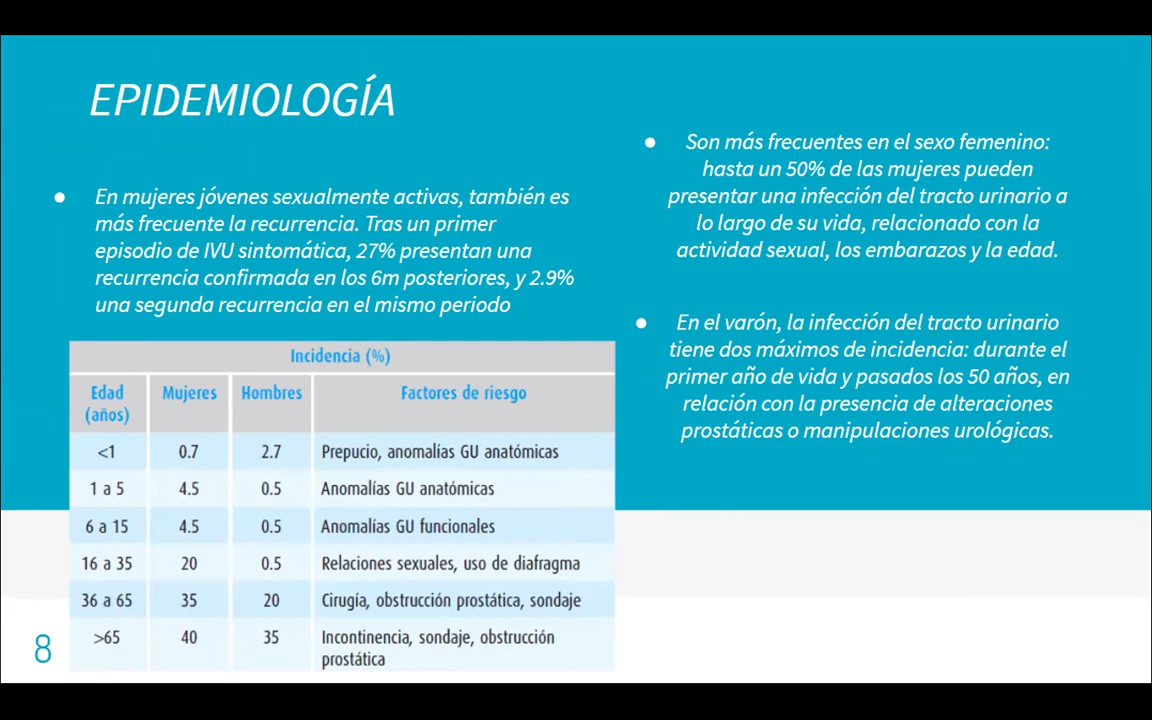 EPIDEMIOLOGÍA
● En mujeres jóvenes sexualmente activas, también es
más frecuente la recurrencia. Tras un primer
episodio de IVU sintomática, 27% presentan una
recurrencia confirmada en los 6m posteriores, y 2.9%
una segunda recurrencia en el mismo periodo
Incidencia (%)
Edad (años) Mujeres Hombres Factores de riesgo
<1 0.7 2.7 Prepucio, anomalías GU anatómicas
1 a 5 4.5 0.5 Anomalías GU anatómicas
6 a 15 4.5 0.5 Anomalías GU funcionales
16 a 35 20 0.5 Relaciones sexuales, uso de diafragma
36 a 65 35 20 Cirugía, obstrucción prostática, sondaje
>65 40 35 Incontinencia, sondaje, obstrucción
prostática
● Son más frecuentes en el sexo femenino:
hasta un 50% de las mujeres pueden
presentar una infección del tracto urinario a
lo largo de su vida, relacionado con la
actividad sexual, los embarazos y la edad.
● En el varón, la infección del tracto urinario
tiene dos máximos de incidencia: durante el
primer año de vida y pasados los 50 años, en
relación con la presencia de alteraciones
prostáticas o manipulaciones urológicas.
8